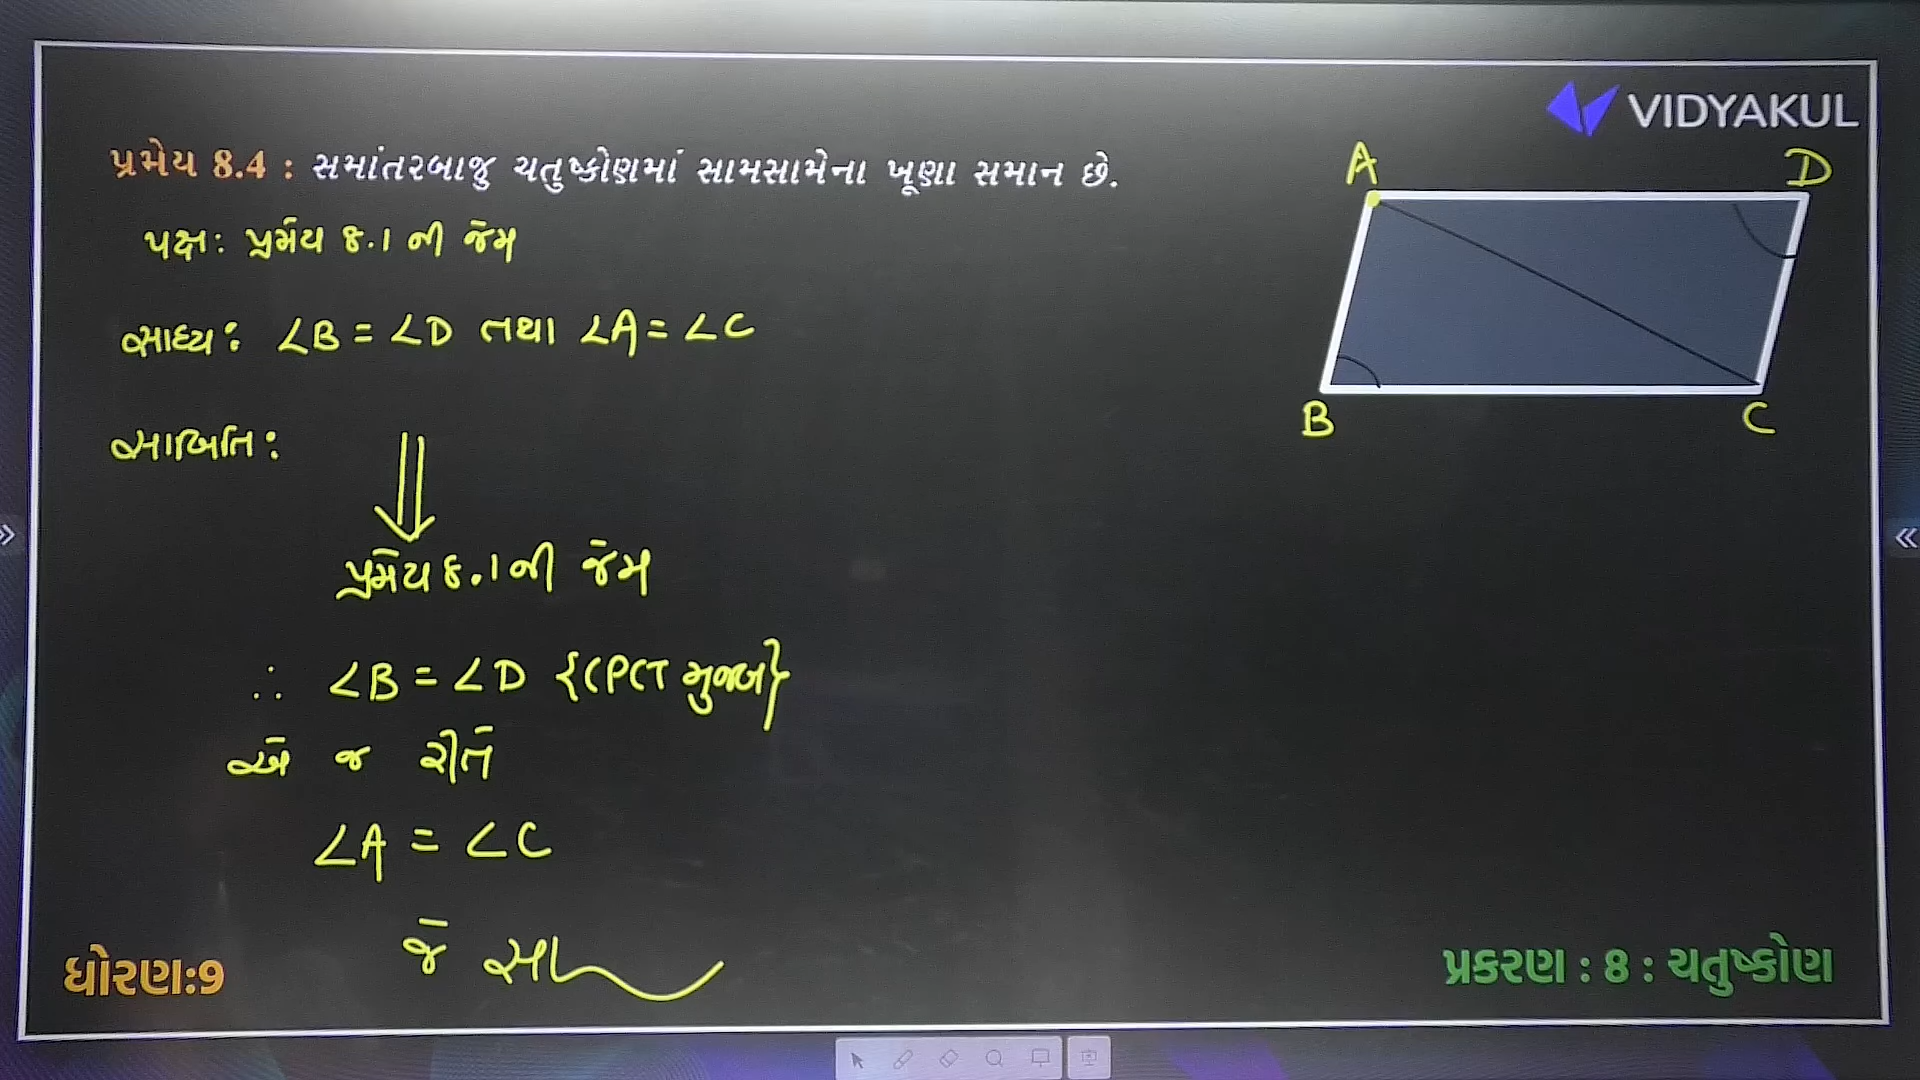 VIDYAKUL
પ્રમેય 8.4 : સમાંતરબાજુ ચતુષ્કોણમાં સામસામેના ખૂણા સમાન છે.
A
D
પક્ષ: પ્રમેય 8.1 ની જેમ
સાધ્ય: ∠B = ∠D તથા ∠A = ∠C
B
C
સાબિતિ:
પ્રમેય 8.1 ની જેમ
∴ ∠B = ∠D {CPCT મુજબ}
એ જ રીતે
∠A = ∠C
જે સા
ધોરણ:9
પ્રકરણ : 8 : ચતુષ્કોણ